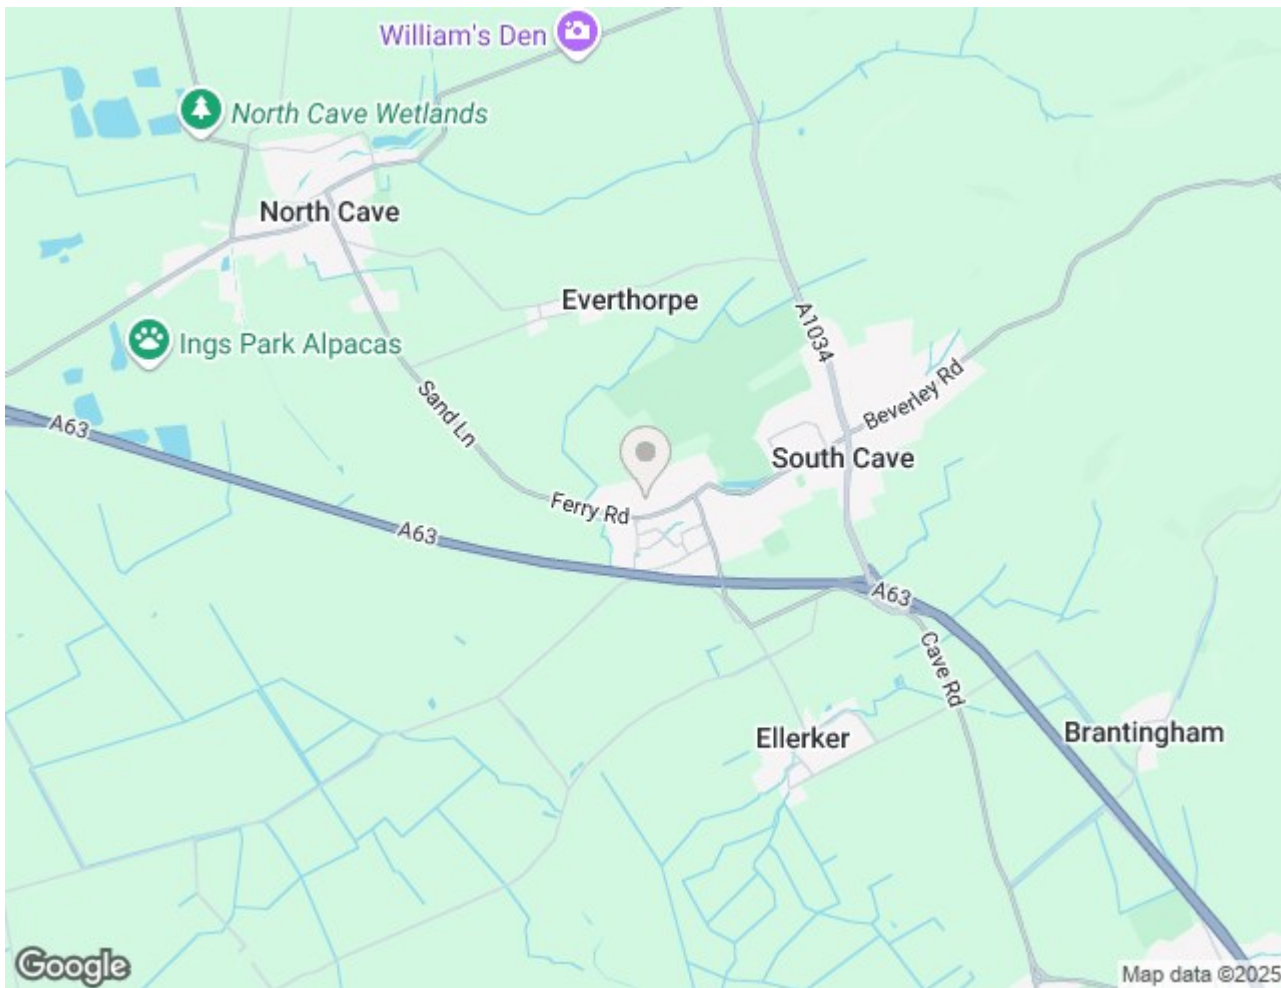 William's Den
North Cave Wetlands
North Cave
Everthorpe
A1034
Ings Park Alpacas
Beverley Rd
Sand Ln
A63
South Cave
Ferry Rd
A63
A63
Cave Rd
Brantingham
Ellerker
Google
Map data ©2025